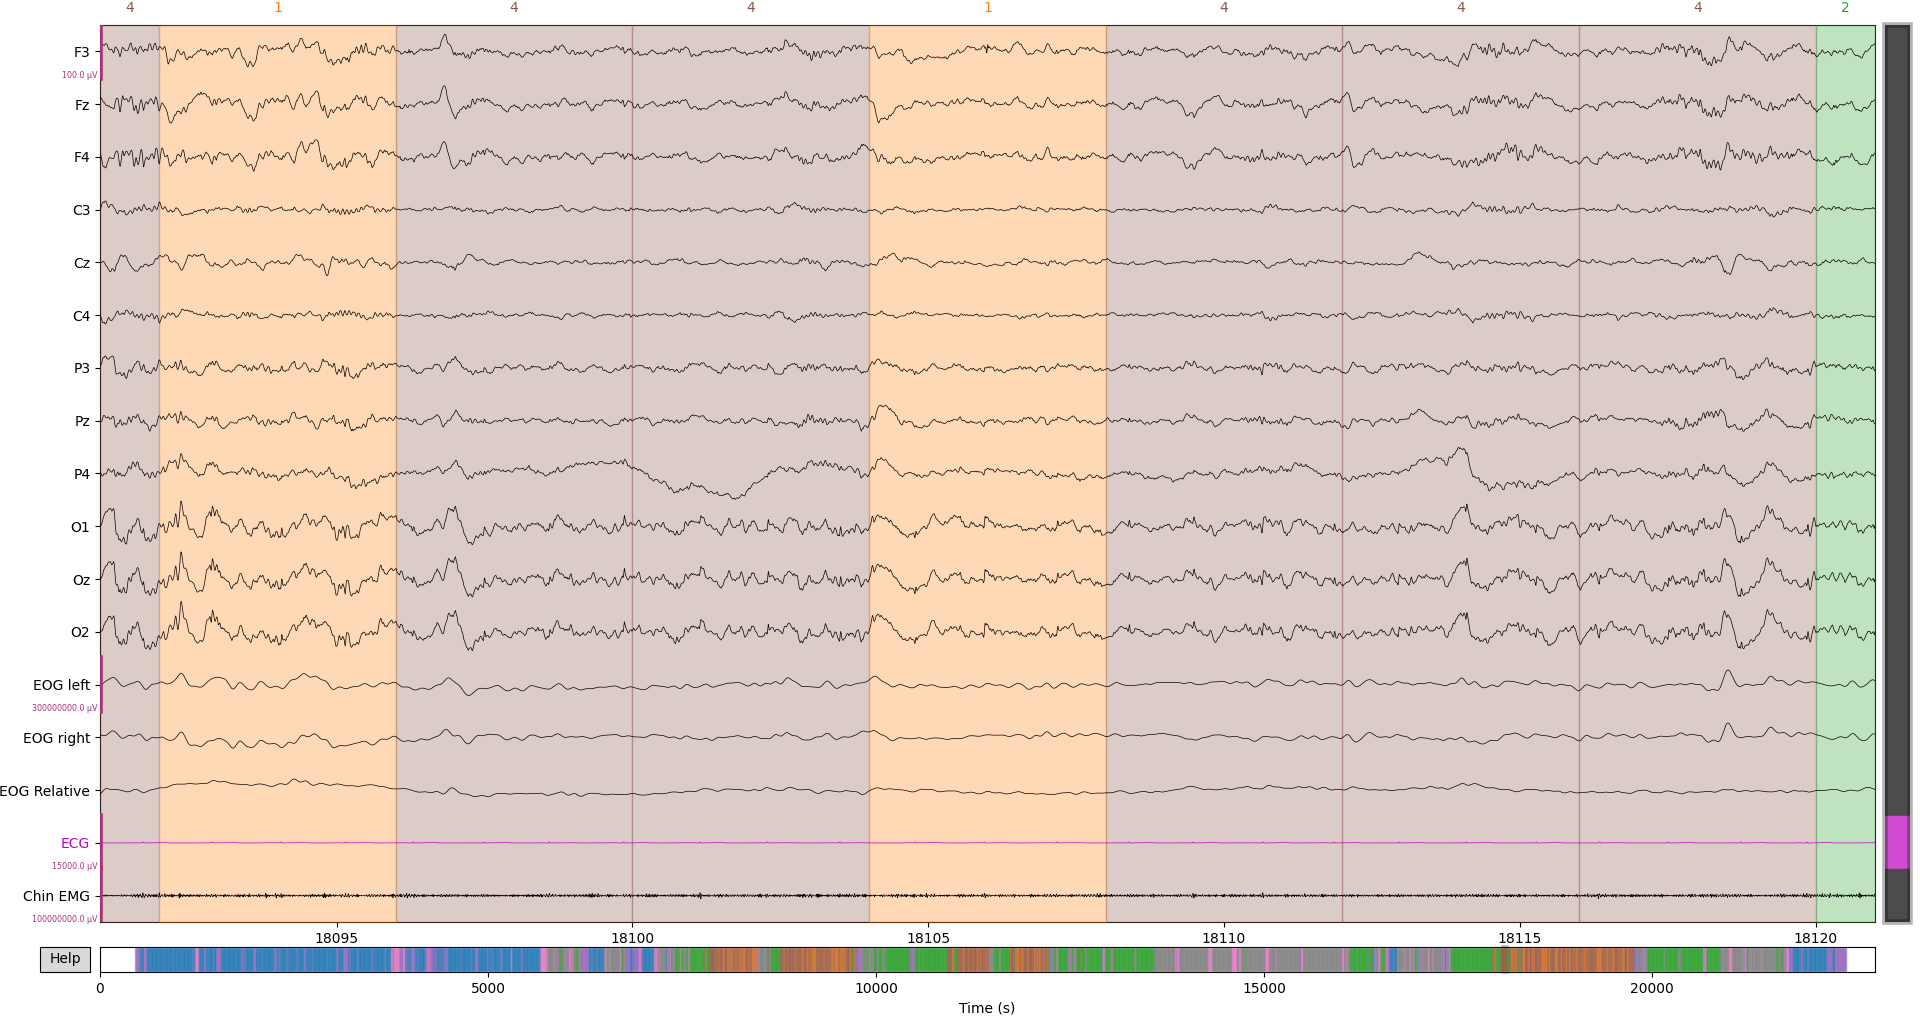 4 1 4 4 1 4 4 4 2
F3
100.0 µV
Fz
F4
C3
Cz
C4
P3
Pz
P4
O1
Oz
O2
EOG left
300000000.0 µV
EOG right
EOG Relative
ECG
15000.0 µV
Chin EMG
100000000.0 µV
18095 18100 18105 18110 18115 18120
Help
0 5000 10000 15000 20000
Time (s)